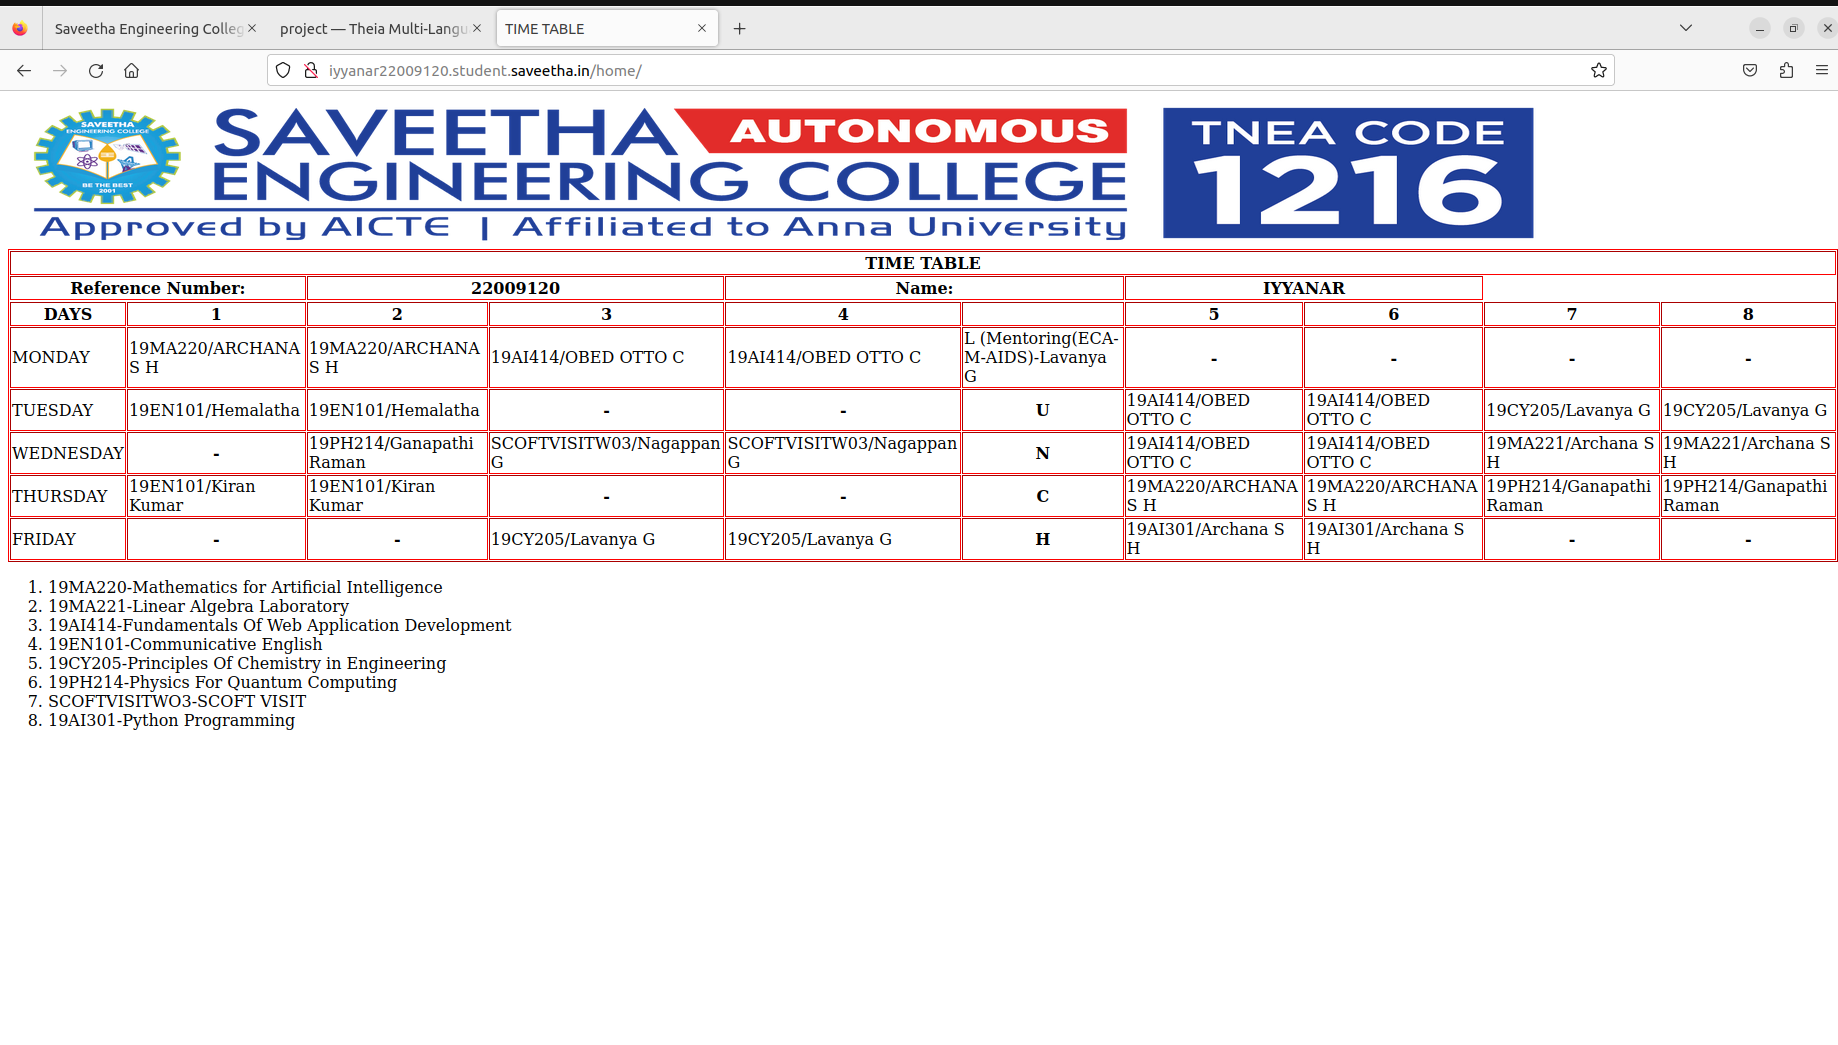 Saveetha Engineering Colleg
project — Theia Multi-Langu
TIME TABLE
iyyanar22009120.student.saveetha.in/home/
SAVEETHA
ENGINEERING COLLEGE
BE THE BEST
2001
SAVEETHA AUTONOMOUS
ENGINEERING COLLEGE
Approved by AICTE | Affiliated to Anna University
TNEA CODE
1216
TIME TABLE
Reference Number: 22009120 Name: IYYANAR
DAYS 1 2 3 4 5 6 7 8
MONDAY 19MA220/ARCHANA S H 19MA220/ARCHANA S H 19AI414/OBED OTTO C 19AI414/OBED OTTO C L (Mentoring(ECA-M-AIDS)-Lavanya G - - - -
TUESDAY 19EN101/Hemalatha 19EN101/Hemalatha - - U 19AI414/OBED OTTO C 19AI414/OBED OTTO C 19CY205/Lavanya G 19CY205/Lavanya G
WEDNESDAY - 19PH214/Ganapathi Raman SCOFTVISITW03/Nagappan G SCOFTVISITW03/Nagappan G N 19AI414/OBED OTTO C 19AI414/OBED OTTO C 19MA221/Archana S H 19MA221/Archana S H
THURSDAY 19EN101/Kiran Kumar 19EN101/Kiran Kumar - - C 19MA220/ARCHANA S H 19MA220/ARCHANA S H 19PH214/Ganapathi Raman 19PH214/Ganapathi Raman
FRIDAY - - 19CY205/Lavanya G 19CY205/Lavanya G H 19AI301/Archana S H 19AI301/Archana S H - -
1. 19MA220-Mathematics for Artificial Intelligence
2. 19MA221-Linear Algebra Laboratory
3. 19AI414-Fundamentals Of Web Application Development
4. 19EN101-Communicative English
5. 19CY205-Principles Of Chemistry in Engineering
6. 19PH214-Physics For Quantum Computing
7. SCOFTVISITWO3-SCOFT VISIT
8. 19AI301-Python Programming